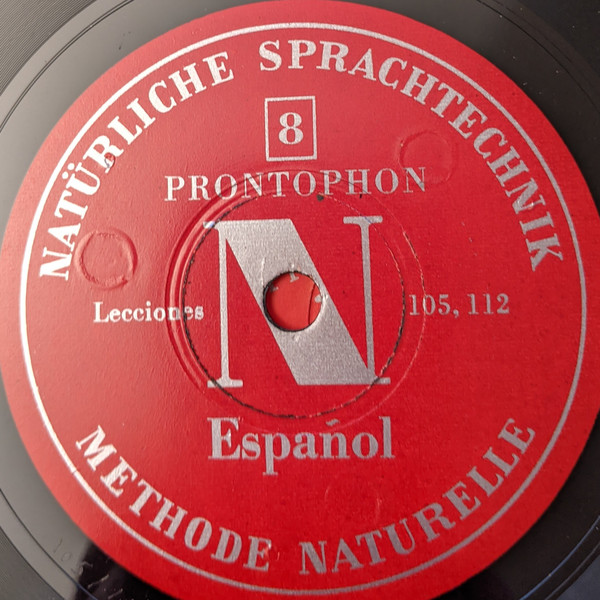 NATÜRLICHE SPRACHTECHNIK
8
PRONTOPHON
N
Lecciones 105, 112
Español
METHODE NATURELLE